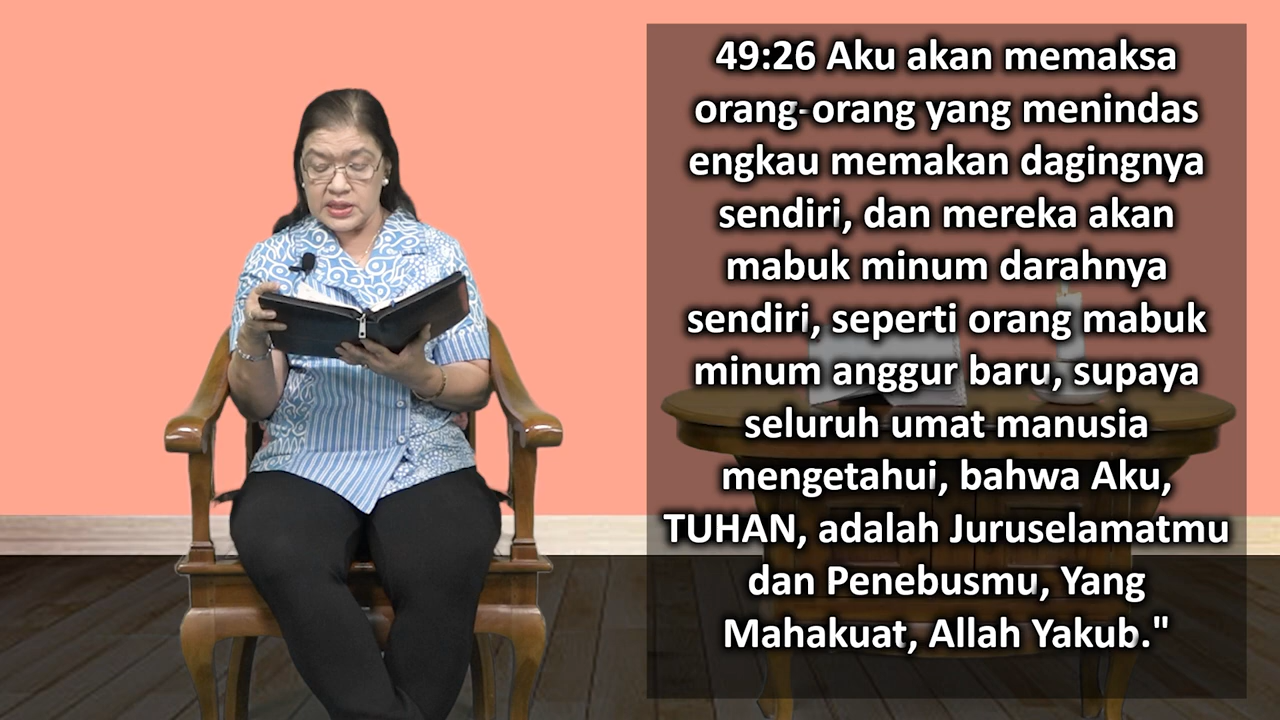 49:26 Aku akan memaksa
orang-orang yang menindas
engkau memakan dagingnya
sendiri, dan mereka akan
mabuk minum darahnya
sendiri, seperti orang mabuk
minum anggur baru, supaya
seluruh umat manusia
mengetahui, bahwa Aku,
TUHAN, adalah Juruselamatmu
dan Penebusmu, Yang
Mahakuat, Allah Yakub."